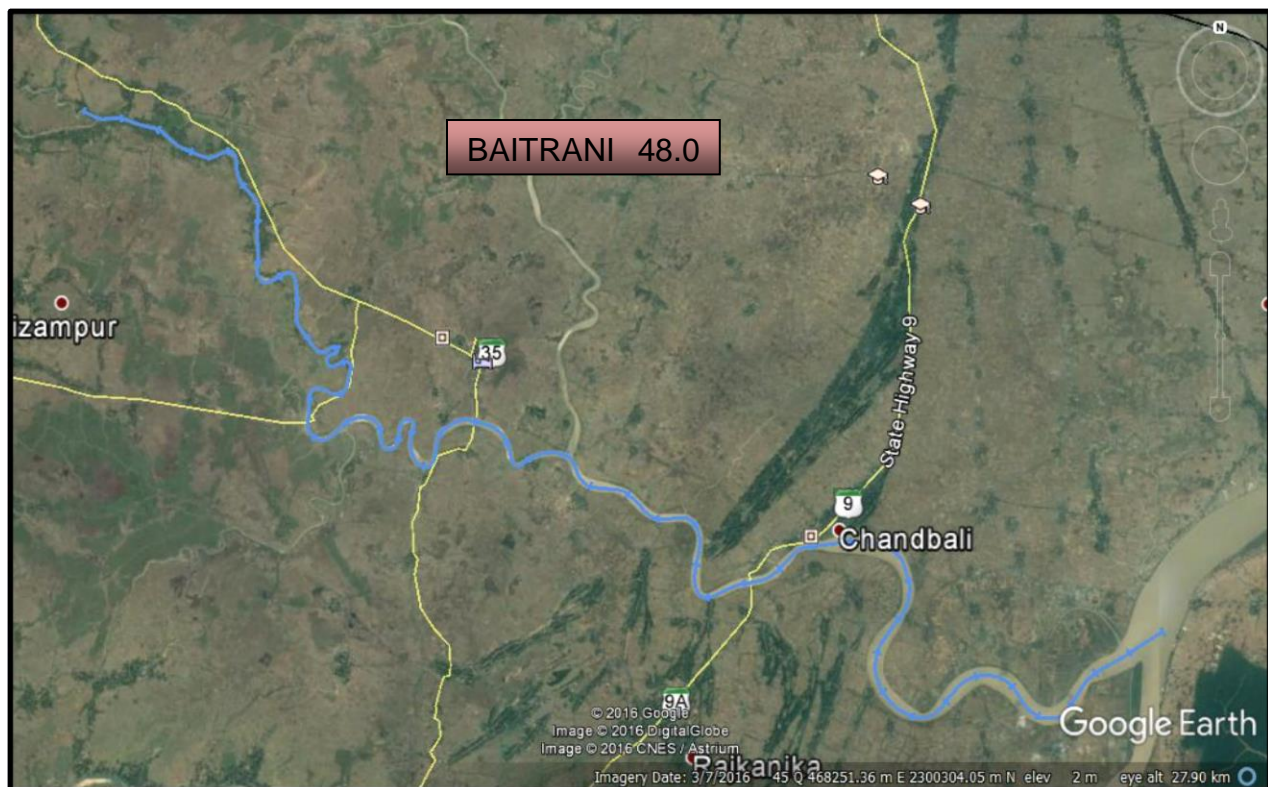 N
BAITRANI 48.0
izampur
35
State Highway 9
9
Chandbali
9A
© 2016 Google
Image © 2016 DigitalGlobe
Image © 2016 CNES / Astrium
Google Earth
Rajkanika
Imagery Date: 3/7/2016 45 Q 468251.36 m E 2300304.05 m N elev 2 m eye alt 27.90 km